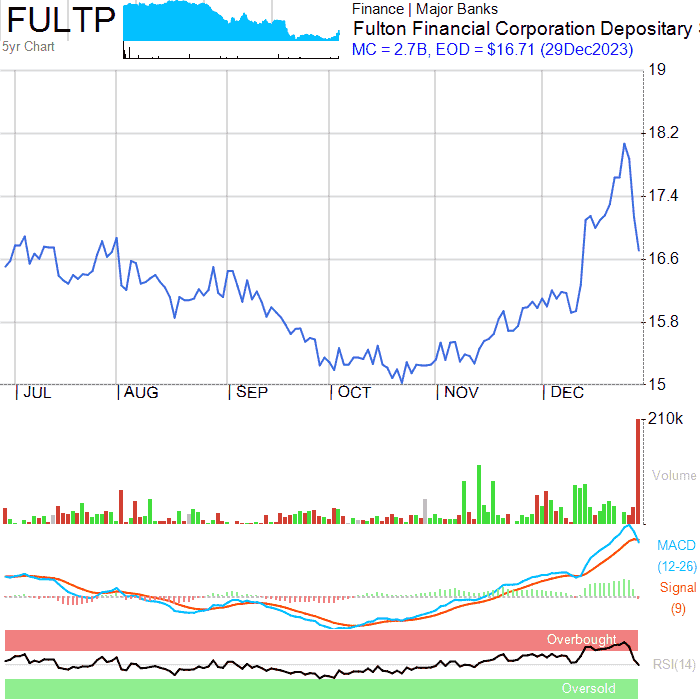 FULTP
5yr Chart
Finance | Major Banks
Fulton Financial Corporation Depositary
MC = 2.7B, EOD = $16.71 (29Dec2023)
19
18.2
17.4
16.6
15.8
15
| JUL | AUG | SEP | OCT | NOV | DEC
210k
Volume
MACD
(12-26)
Signal
(9)
Overbought
RSI(14)
Oversold